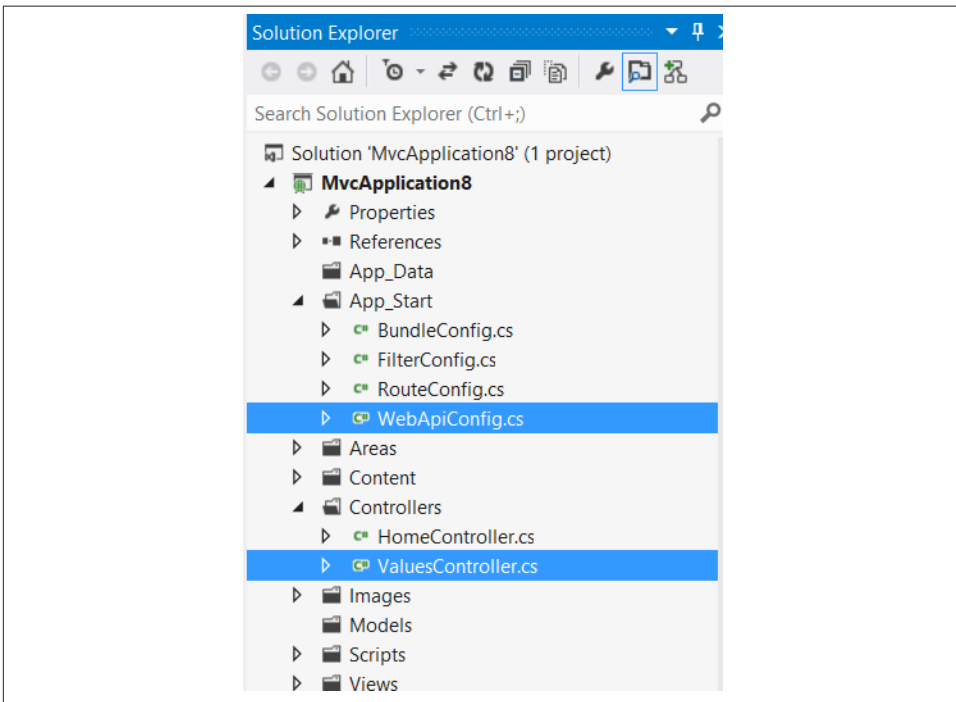 Solution Explorer
Search Solution Explorer (Ctrl+;)
Solution 'MvcApplication8' (1 project)
MvcApplication8
Properties
References
App_Data
App_Start
BundleConfig.cs
FilterConfig.cs
RouteConfig.cs
WebApiConfig.cs
Areas
Content
Controllers
HomeController.cs
ValuesController.cs
Images
Models
Scripts
Views